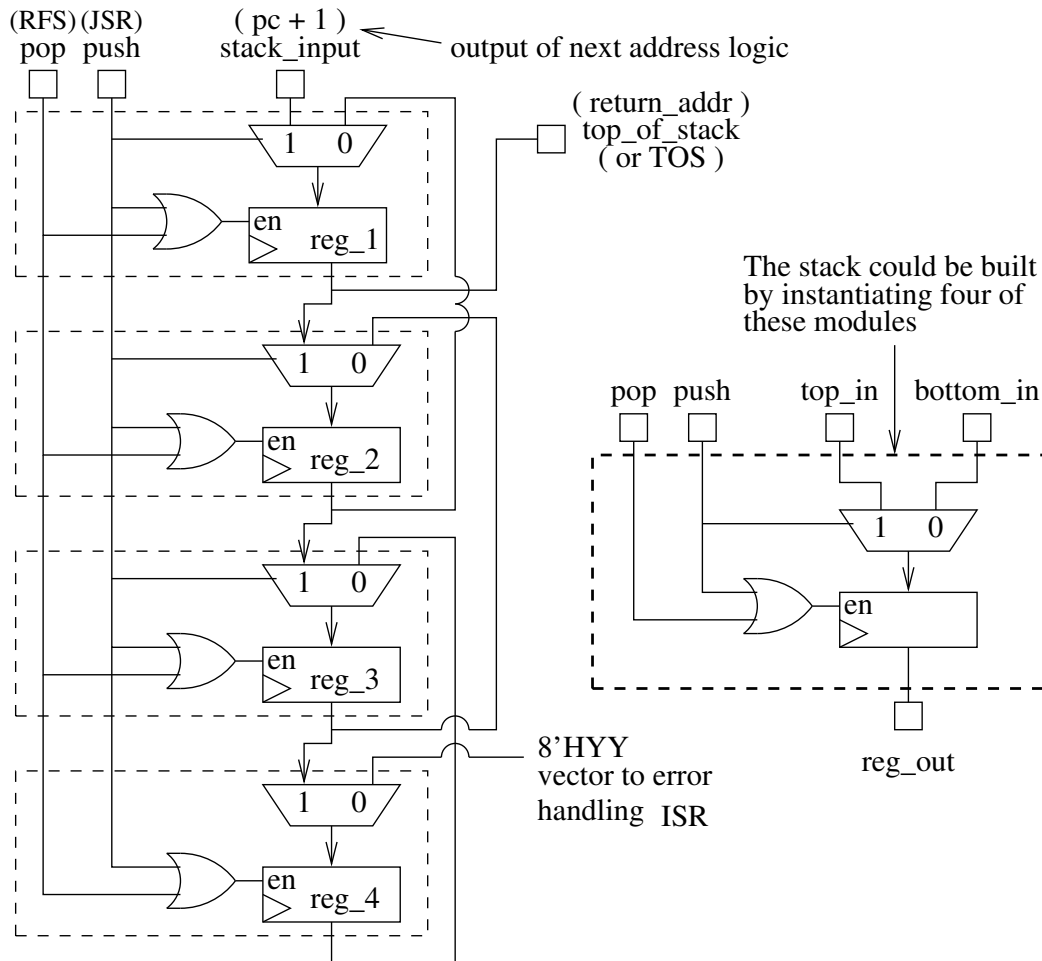 (RFS) (JSR)
pop push
( pc + 1 )
stack_input
output of next address logic
( return_addr )
top_of_stack
( or TOS )
1 0
en
reg_1
1 0
en
reg_2
1 0
en
reg_3
1 0
en
reg_4
8'HYY
vector to error
handling ISR
The stack could be built
by instantiating four of
these modules
pop push top_in bottom_in
1 0
en
reg_out